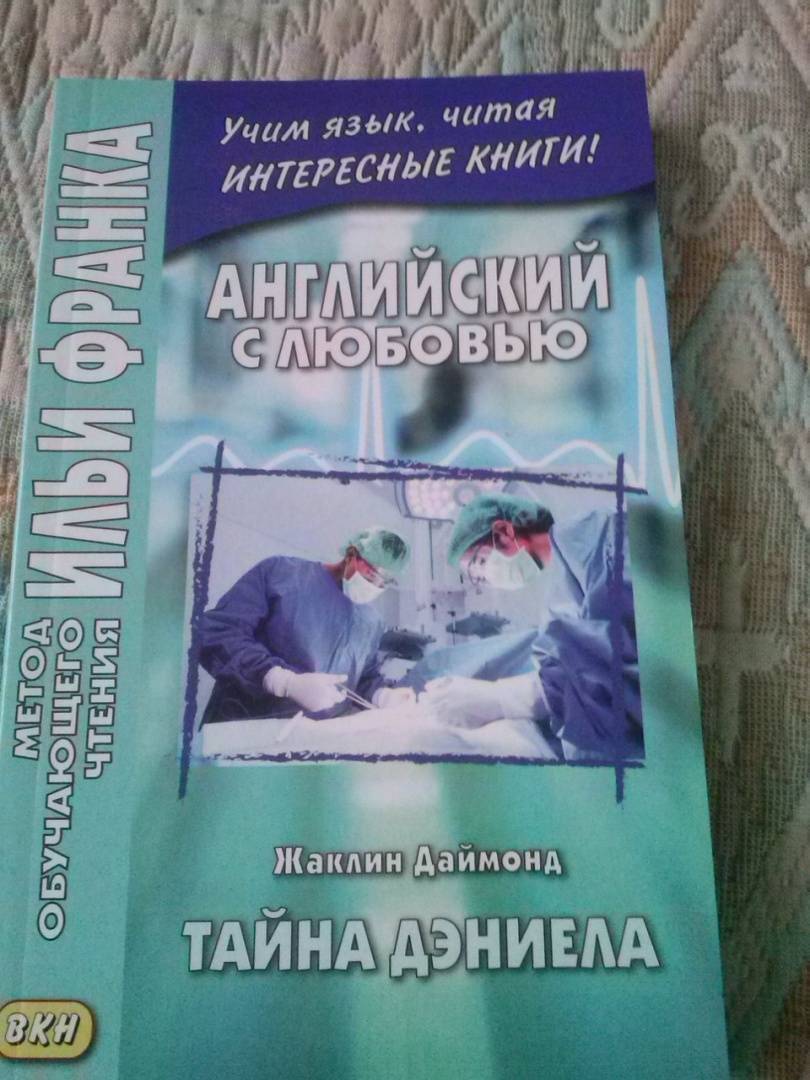 Учим язык, читая
ИНТЕРЕСНЫЕ КНИГИ!
АНГЛИЙСКИЙ
С ЛЮБОВЬЮ
МЕТОД
ОБУЧАЮЩЕГО
ЧТЕНИЯ
ИЛЬИ ФРАНКА
Жаклин Даймонд
ТАЙНА ДЭНИЕЛА
ВКН